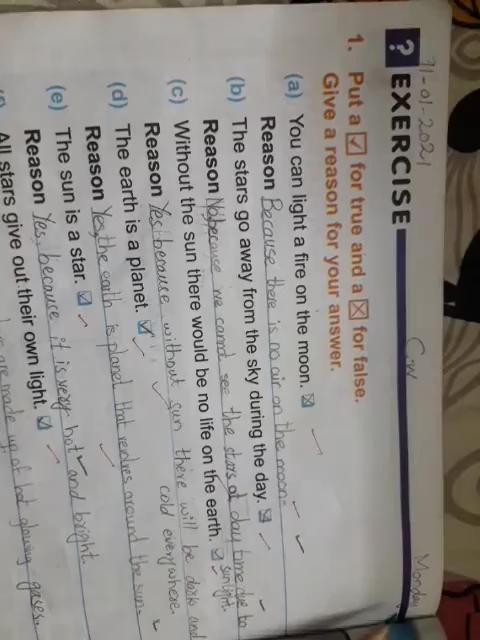 11-01-2021
C.W
Monday
? EXERCISE
1. Put a ☑ for true and a ☒ for false.
Give a reason for your answer.
(a) You can light a fire on the moon. ☒
Reason Because there is no air on the moon.
(b) The stars go away from the sky during the day. ☒
Reason No, because we cannot see the stars at day time due to
sunlight.
(c) Without the sun there would be no life on the earth. ☑
Reason Yes, because without sun there will be dark and
cold everywhere.
(d) The earth is a planet. ☑
Reason Yes, the earth is planet that revolves around the sun.
(e) The sun is a star. ☑
Reason Yes, because it is very hot and bright.
All stars give out their own light. ☑
are made up of hot glowing gases.